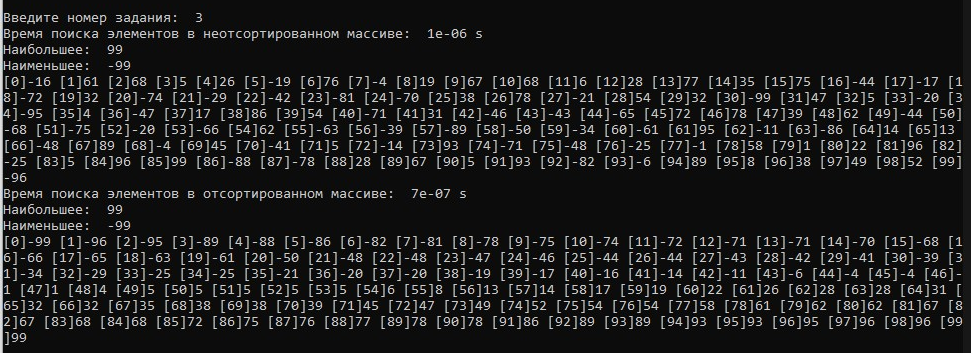 Введите номер задания:  3
Время поиска элементов в неотсортированном массиве:  1e-06 s
Наибольшее:  99
Наименьшее:  -99
[0]-16 [1]61 [2]68 [3]5 [4]26 [5]-19 [6]76 [7]-4 [8]19 [9]67 [10]68 [11]6 [12]28 [13]77 [14]35 [15]75 [16]-44 [17]-17 [1
8]-72 [19]32 [20]-74 [21]-29 [22]-42 [23]-81 [24]-70 [25]38 [26]78 [27]-21 [28]54 [29]32 [30]-99 [31]47 [32]5 [33]-20 [3
4]-95 [35]4 [36]-47 [37]17 [38]86 [39]54 [40]-71 [41]31 [42]-46 [43]-43 [44]-65 [45]72 [46]78 [47]39 [48]62 [49]-44 [50]
-68 [51]-75 [52]-20 [53]-66 [54]62 [55]-63 [56]-39 [57]-89 [58]-50 [59]-34 [60]-61 [61]95 [62]-11 [63]-86 [64]14 [65]13
[66]-48 [67]89 [68]-4 [69]45 [70]-41 [71]5 [72]-14 [73]93 [74]-71 [75]-48 [76]-25 [77]-1 [78]58 [79]1 [80]22 [81]96 [82]
-25 [83]5 [84]96 [85]99 [86]-88 [87]-78 [88]28 [89]67 [90]5 [91]93 [92]-82 [93]-6 [94]89 [95]8 [96]38 [97]49 [98]52 [99]
-96
Время поиска элементов в отсортированном массиве:  7e-07 s
Наибольшее:  99
Наименьшее:  -99
[0]-99 [1]-96 [2]-95 [3]-89 [4]-88 [5]-86 [6]-82 [7]-81 [8]-78 [9]-75 [10]-74 [11]-72 [12]-71 [13]-71 [14]-70 [15]-68 [1
6]-66 [17]-65 [18]-63 [19]-61 [20]-50 [21]-48 [22]-48 [23]-47 [24]-46 [25]-44 [26]-44 [27]-43 [28]-42 [29]-41 [30]-39 [3
1]-34 [32]-29 [33]-25 [34]-25 [35]-21 [36]-20 [37]-20 [38]-19 [39]-17 [40]-16 [41]-14 [42]-11 [43]-6 [44]-4 [45]-4 [46]-
1 [47]1 [48]4 [49]5 [50]5 [51]5 [52]5 [53]5 [54]6 [55]8 [56]13 [57]14 [58]17 [59]19 [60]22 [61]26 [62]28 [63]28 [64]31 [
65]32 [66]32 [67]35 [68]38 [69]38 [70]39 [71]45 [72]47 [73]49 [74]52 [75]54 [76]54 [77]58 [78]61 [79]62 [80]62 [81]67 [8
2]67 [83]68 [84]68 [85]72 [86]75 [87]76 [88]77 [89]78 [90]78 [91]86 [92]89 [93]89 [94]93 [95]93 [96]95 [97]96 [98]96 [99
]99